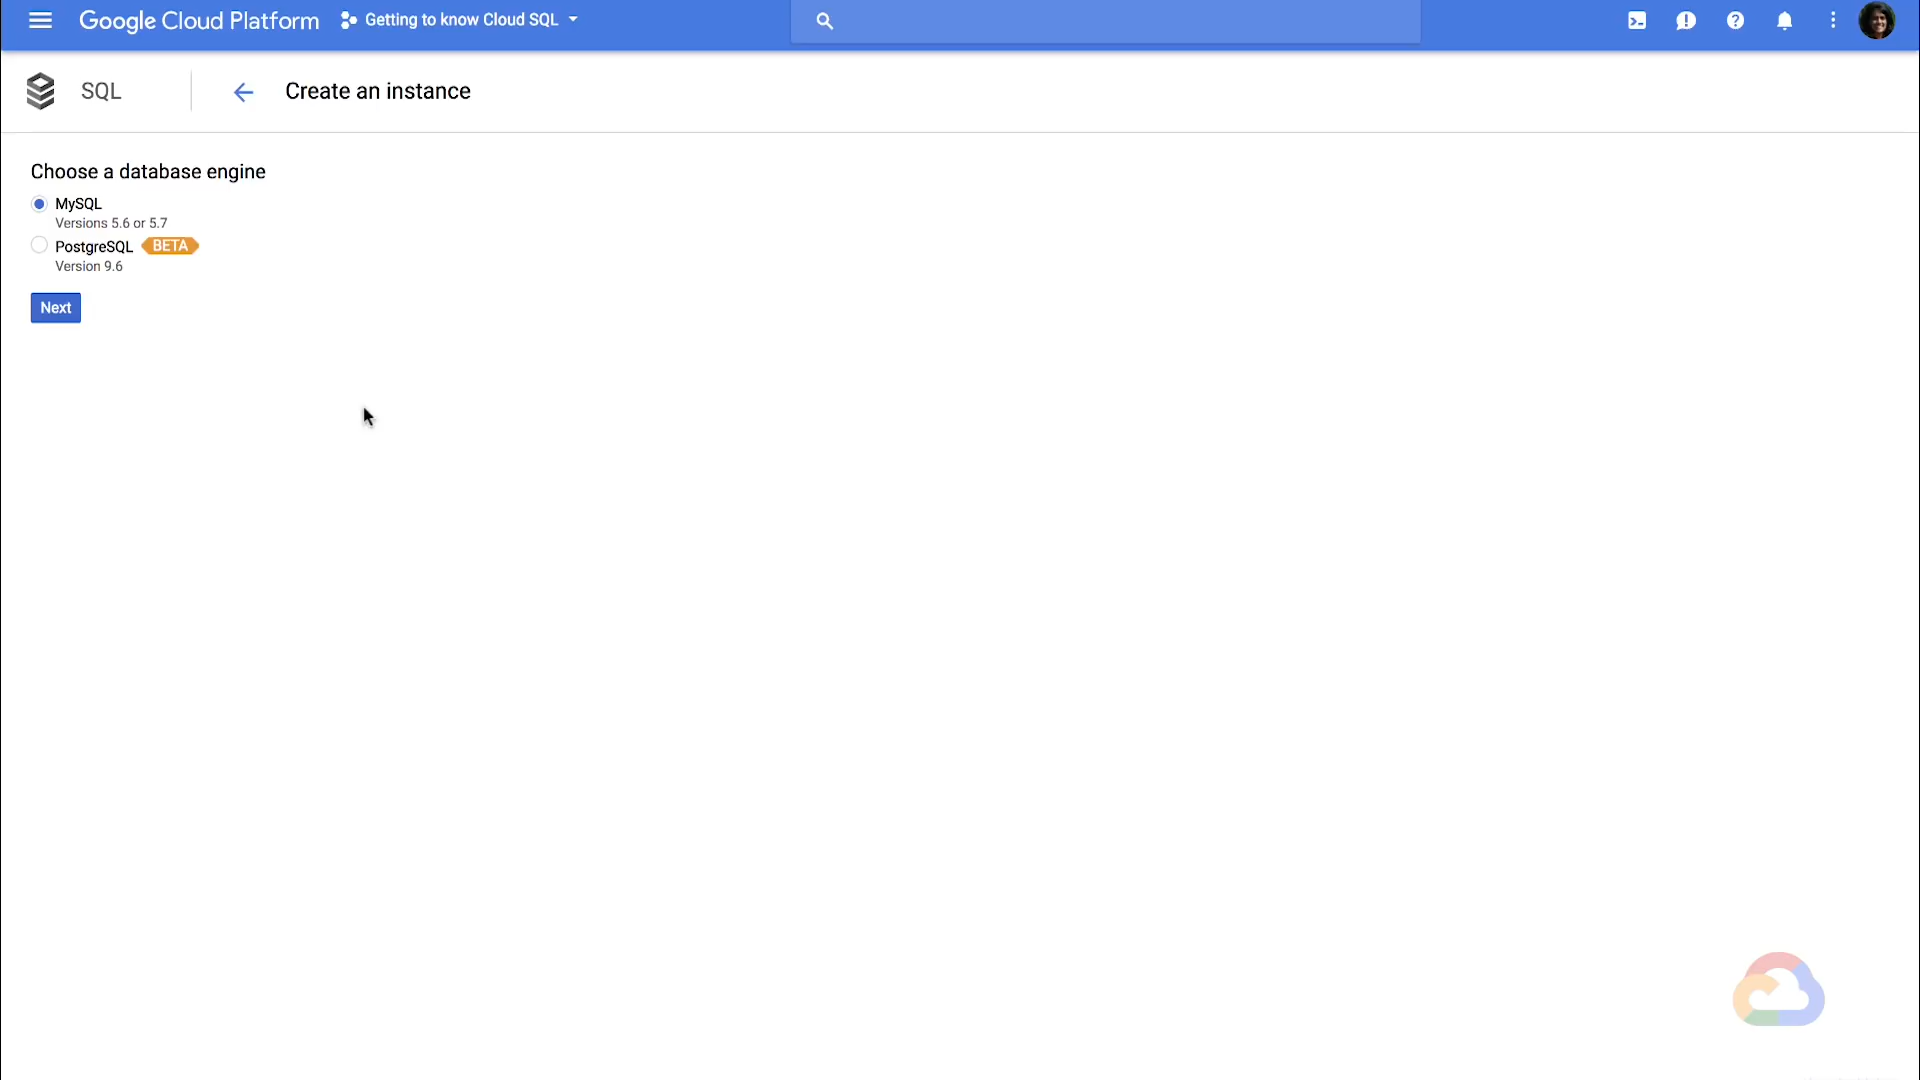 Google Cloud Platform
Getting to know Cloud SQL
SQL
Create an instance
Choose a database engine
MySQL
Versions 5.6 or 5.7
PostgreSQL BETA
Version 9.6
Next